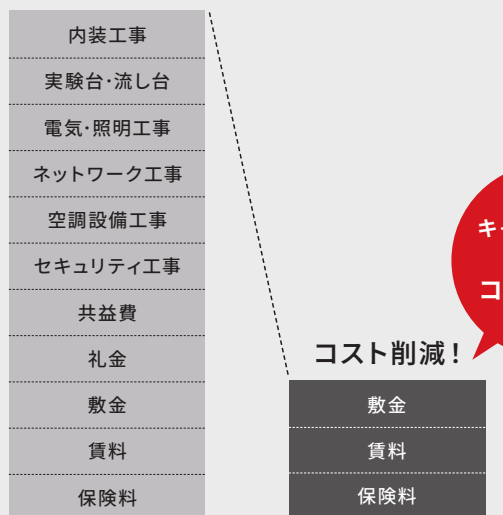 内装工事
実験台・流し台
電気・照明工事
ネットワーク工事
空調設備工事
セキュリティ工事
共益費
礼金
敷金
賃料
保険料
コスト削減！
敷金
賃料
保険料
キ
コ